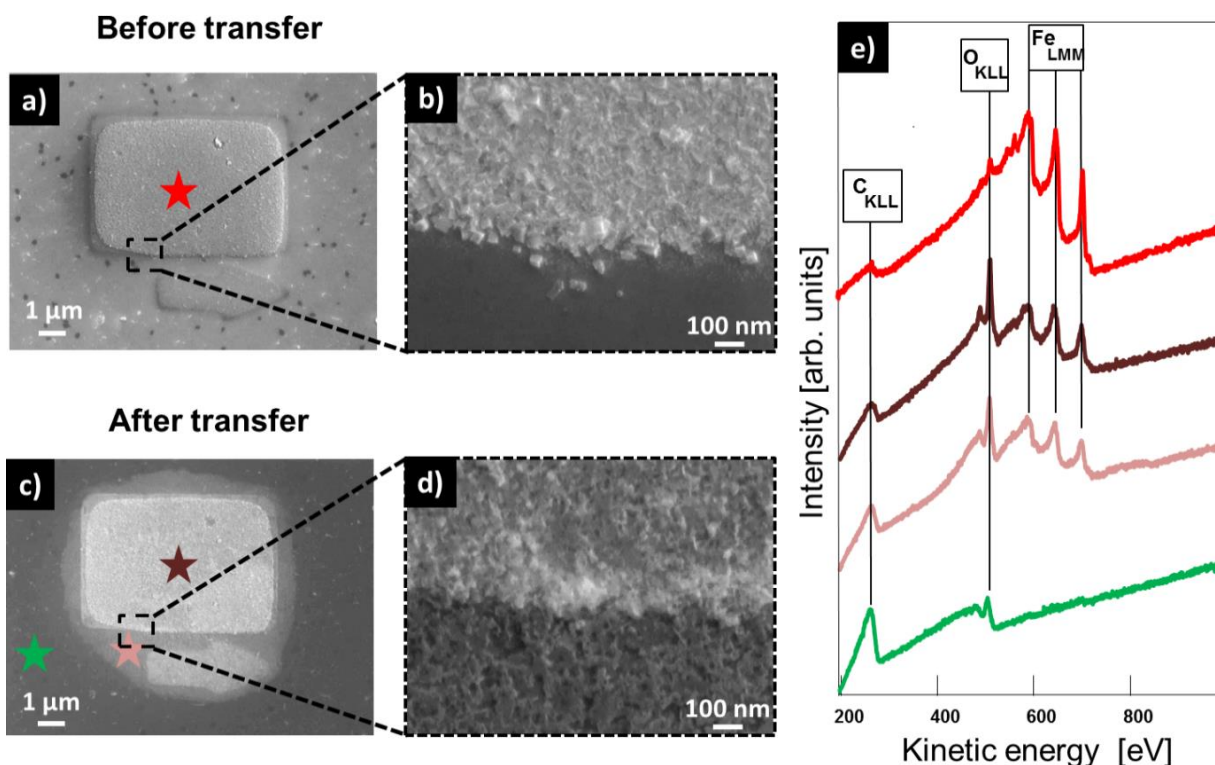 Before transfer
a)
1 µm
b)
100 nm
After transfer
c)
1 µm
d)
100 nm
e)
O KLL
Fe LMM
C KLL
Intensity [arb. units]
200 400 600 800
Kinetic energy [eV]